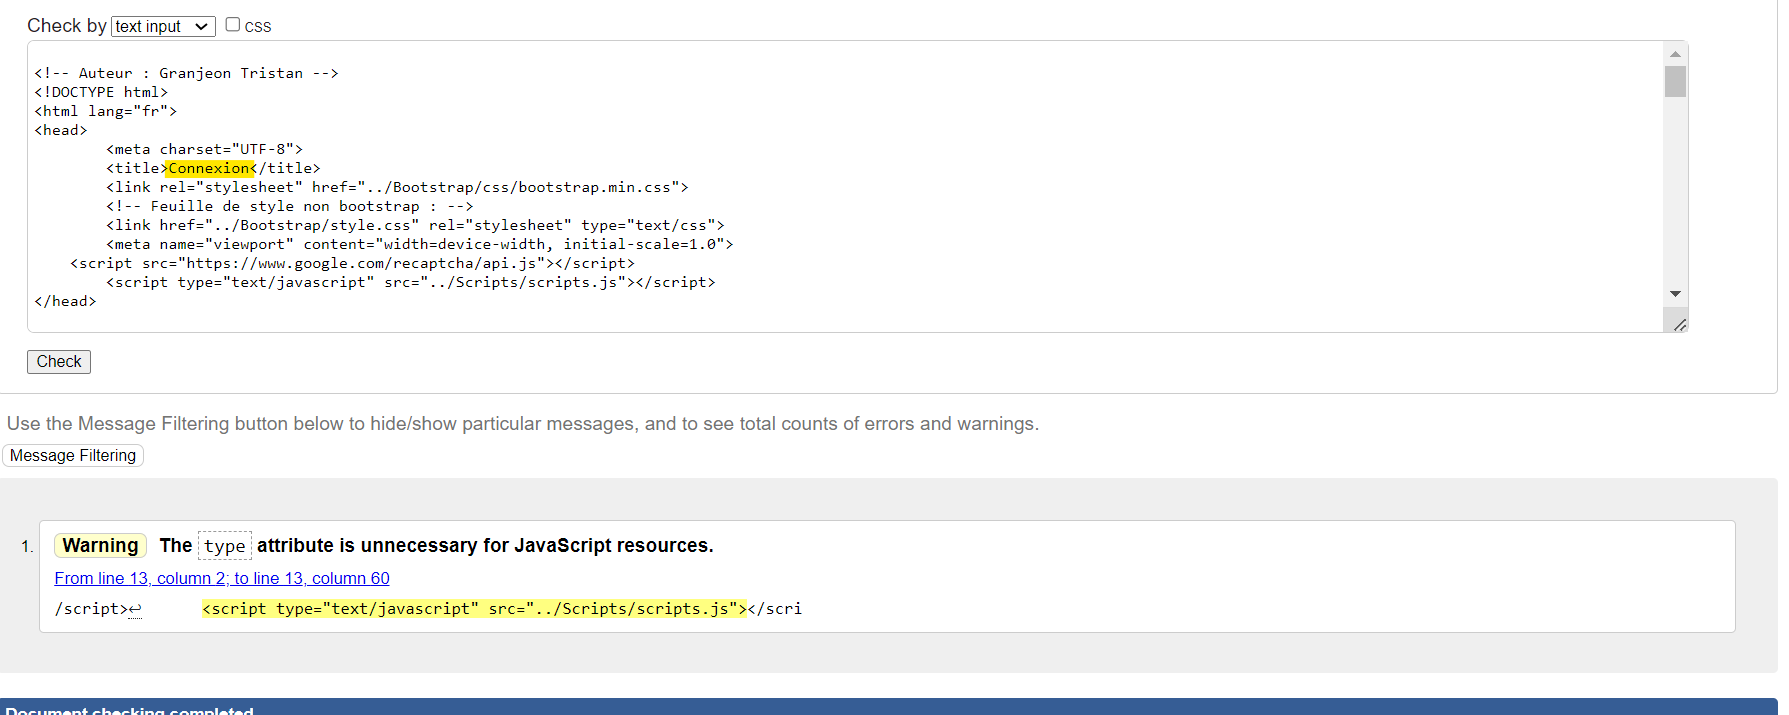 Check by text input css
<!-- Auteur : Granjeon Tristan -->
<!DOCTYPE html>
<html lang="fr">
<head>
<meta charset="UTF-8">
<title>Connexion</title>
<link rel="stylesheet" href="../Bootstrap/css/bootstrap.min.css">
<!-- Feuille de style non bootstrap : -->
<link href="../Bootstrap/style.css" rel="stylesheet" type="text/css">
<meta name="viewport" content="width=device-width, initial-scale=1.0">
<script src="https://www.google.com/recaptcha/api.js"></script>
<script type="text/javascript" src="../Scripts/scripts.js"></script>
</head>
Check
Use the Message Filtering button below to hide/show particular messages, and to see total counts of errors and warnings.
Message Filtering
1. Warning The type attribute is unnecessary for JavaScript resources.
From line 13, column 2; to line 13, column 60
/script>↩ <script type="text/javascript" src="../Scripts/scripts.js"></scri
Document checking completed.